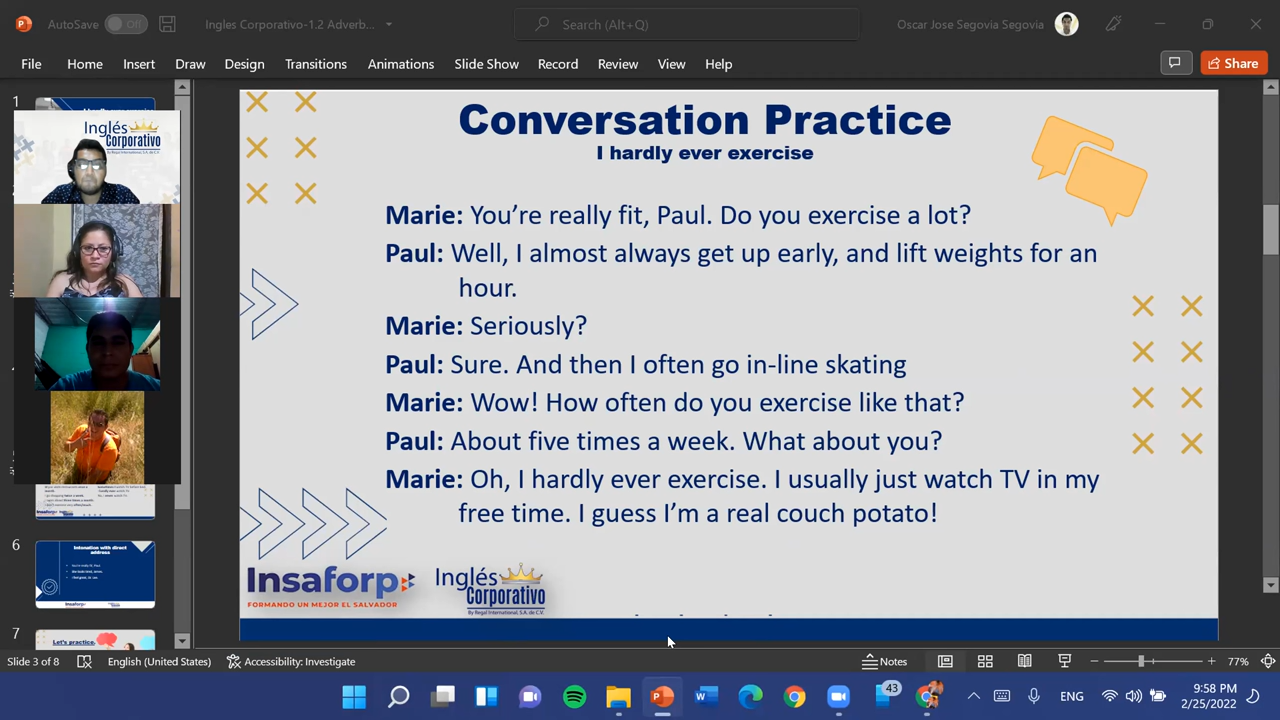 AutoSave Off Ingles Corporativo-1.2 Adverb... Search (Alt+Q) Oscar Jose Segovia Segovia
File Home Insert Draw Design Transitions Animations Slide Show Record Review View Help Share
1
Inglés Corporativo
By Regal International, S.A. de C.V.
Conversation Practice
I hardly ever exercise
Marie: You're really fit, Paul. Do you exercise a lot?
Paul: Well, I almost always get up early, and lift weights for an
hour.
Marie: Seriously?
Paul: Sure. And then I often go in-line skating
Marie: Wow! How often do you exercise like that?
Paul: About five times a week. What about you?
Marie: Oh, I hardly ever exercise. I usually just watch TV in my
free time. I guess I'm a real couch potato!
Insaforp
FORMANDO UN MEJOR EL SALVADOR
Inglés Corporativo
By Regal International, S.A. de C.V.
6
Intonation with direct
address
7
Let's practice.
Slide 3 of 8 English (United States) Accessibility: Investigate Notes 77%
43 ENG 9:58 PM
2/25/2022